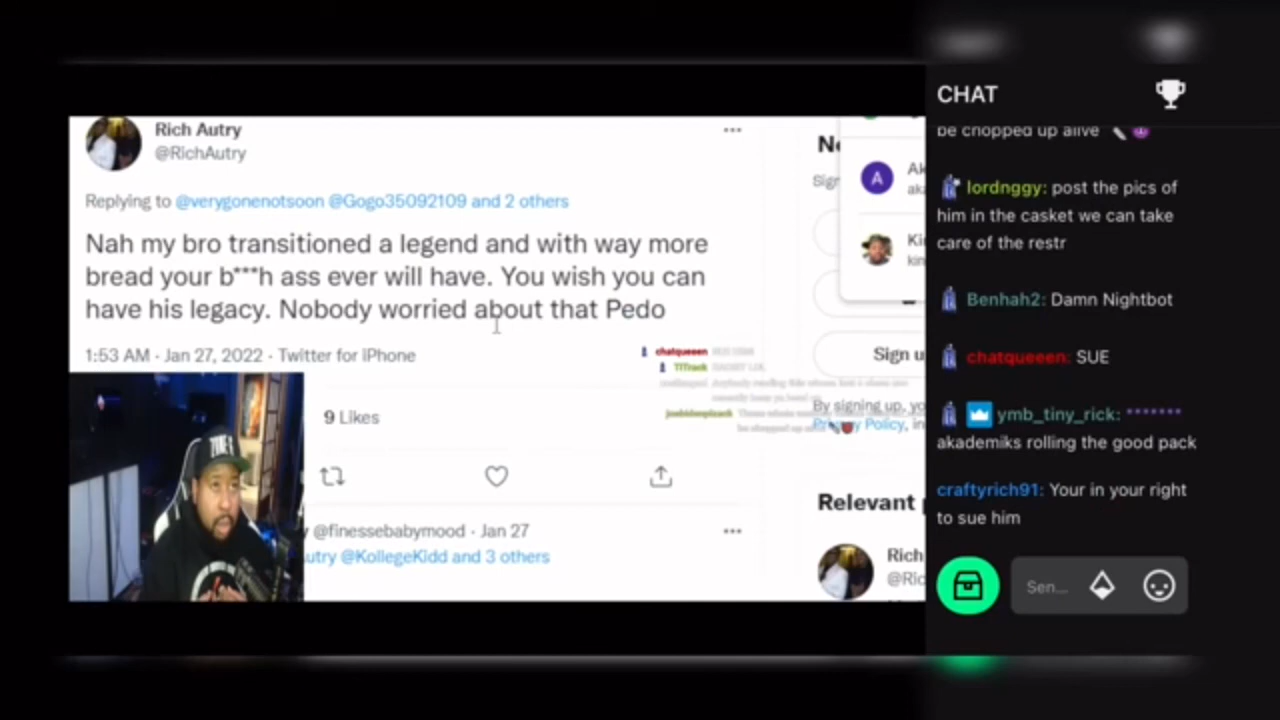 Rich Autry
@RichAutry
Replying to @verygonenotsoon @Gogo35092109 and 2 others
Nah my bro transitioned a legend and with way more
bread your b***h ass ever will have. You wish you can
have his legacy. Nobody worried about that Pedo
1:53 AM · Jan 27, 2022 · Twitter for iPhone
9 Likes
@finessebabymood · Jan 27
@KollegeKidd and 3 others
A
Sign u
By signing up, yo
Policy, in
Relevant
Rich
chatqueeen
TITrack
CHAT
be chopped up alive
lordnggy: post the pics of
him in the casket we can take
care of the restr
Benhah2: Damn Nightbot
chatqueeen: SUE
ymb_tiny_rick: *******
akademiks rolling the good pack
craftyrich91: Your in your right
to sue him
Sen...